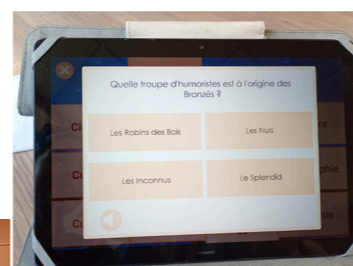 Quelle troupe d'humoristes est à l'origine des
Bronzés ?
Les Robins des Bois
Les Nuls
Les Inconnus
Le Splendid